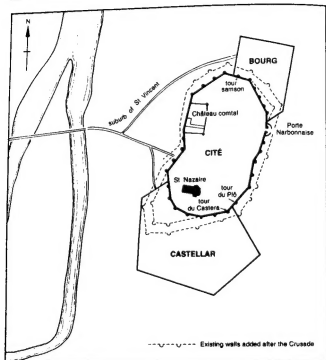 N
BOURG
tour
samson
suburb of St Vincent
Château comtal
Porte
Narbonnaise
CITÉ
St Nazaire
tour
du Plô
tour
du Castera
CASTELLAR
Existing walls added after the Crusade